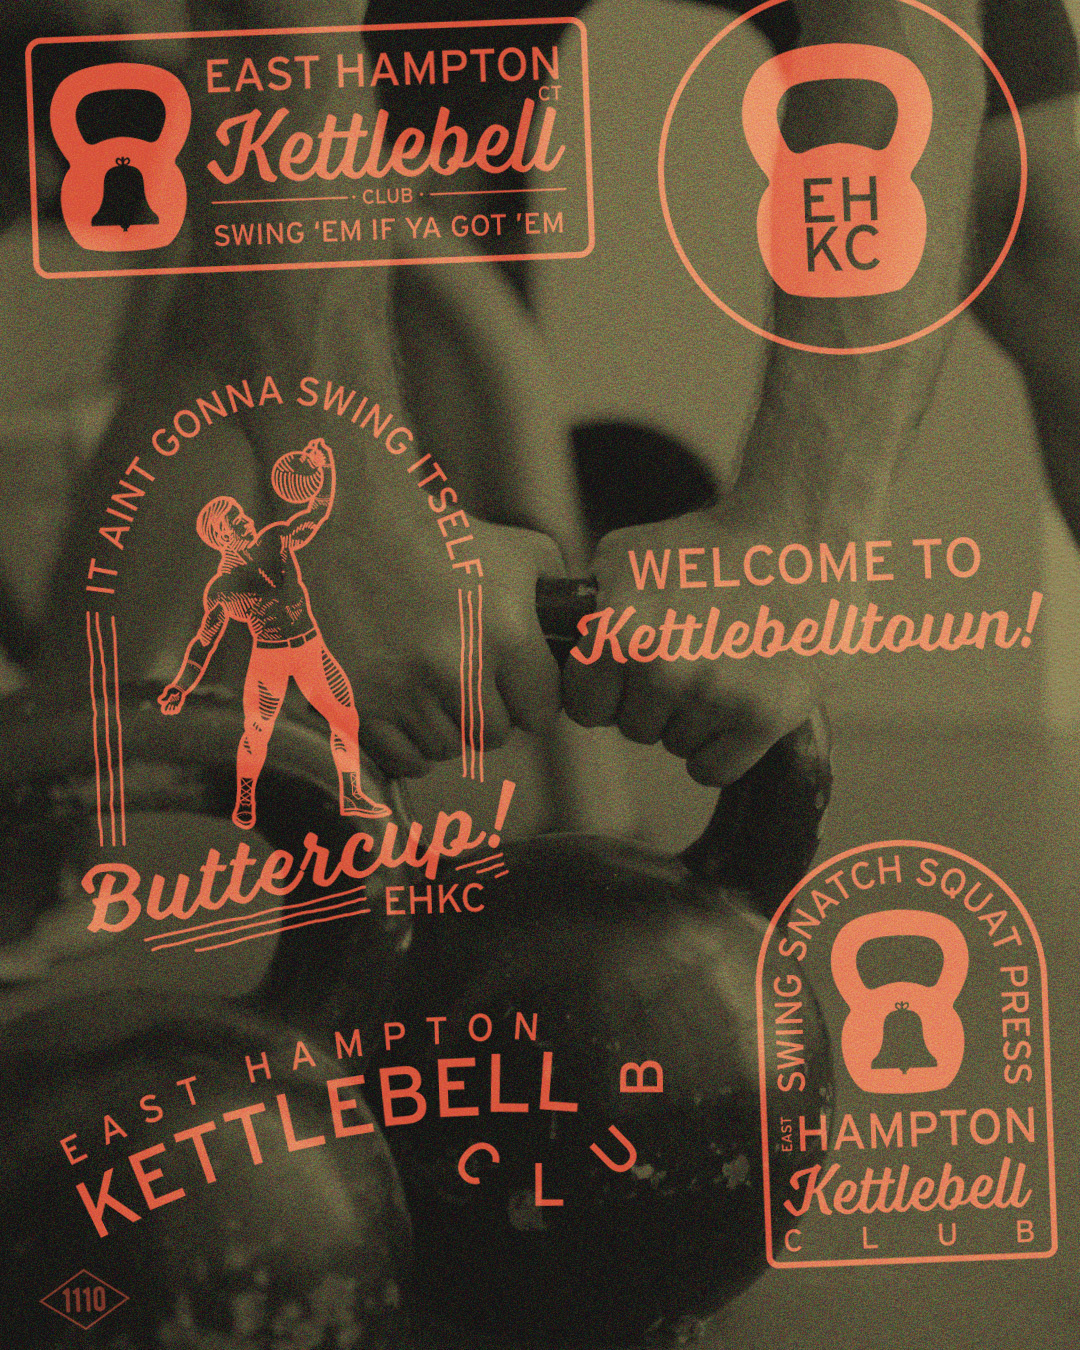 EAST HAMPTON
CT
Kettlebell
· CLUB ·
SWING 'EM IF YA GOT 'EM
EH
KC
IT AINT GONNA SWING ITSELF
Buttercup!
EHKC
WELCOME TO
Kettlebelltown!
EAST HAMPTON
KETTLEBELL
CLUB
SWING SNATCH SQUAT PRESS
EAST HAMPTON
Kettlebell
CLUB
1110